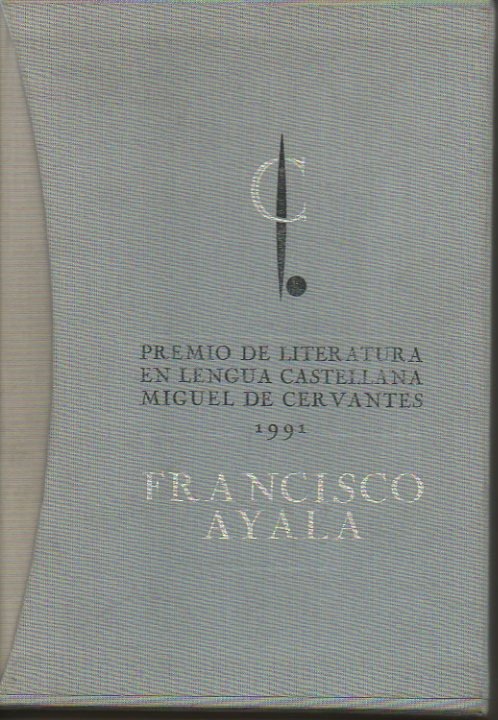 C
PREMIO DE LITERATURA
EN LENGUA CASTELLANA
MIGUEL DE CERVANTES
1991
FRANCISCO
AYALA